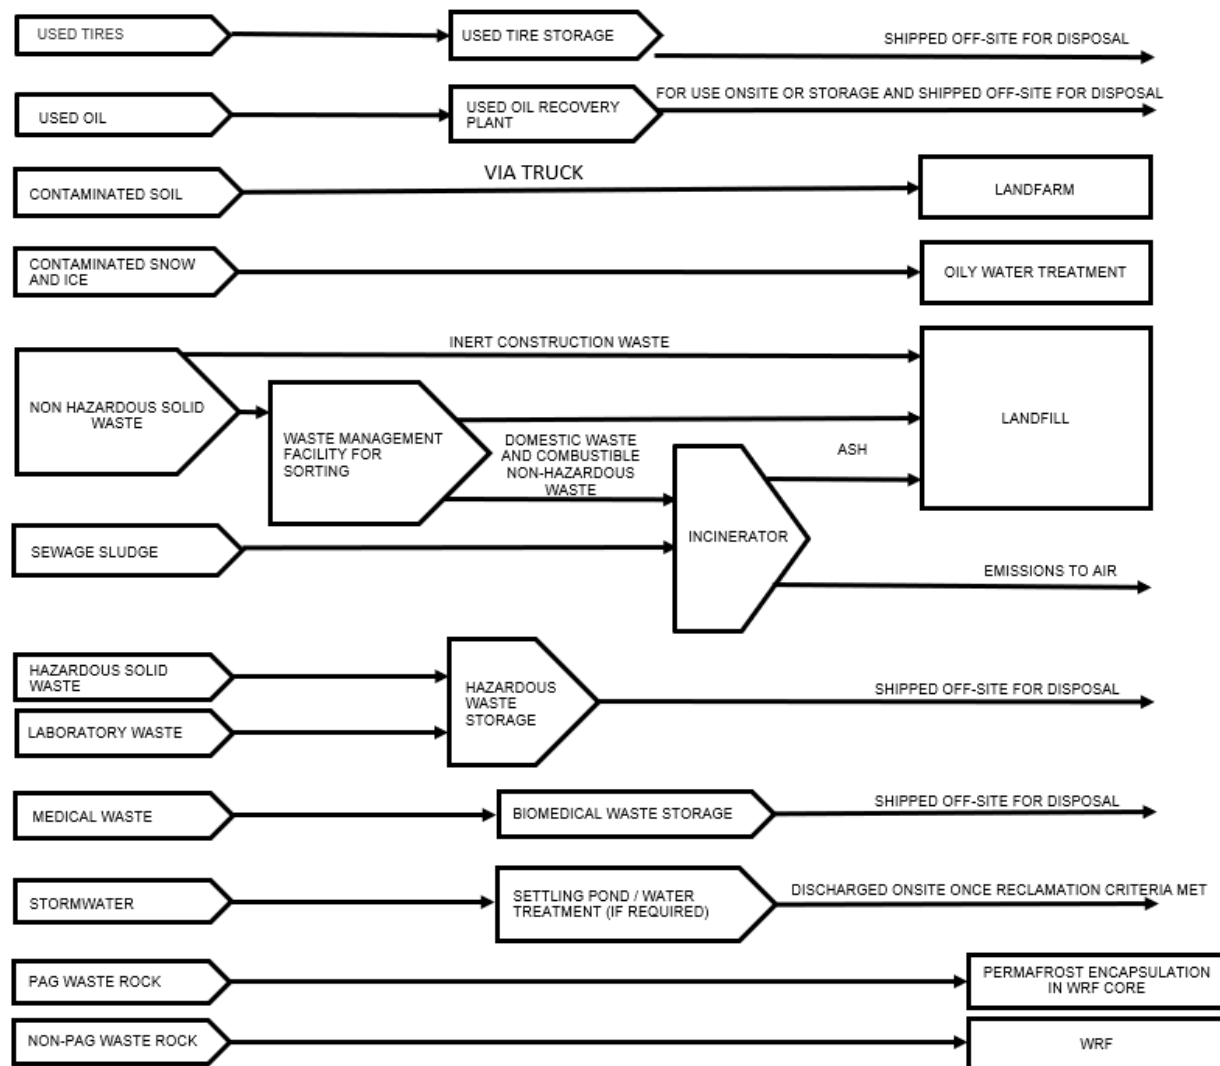 USED TIRES
USED TIRE STORAGE
SHIPPED OFF-SITE FOR DISPOSAL
USED OIL
USED OIL RECOVERY
PLANT
FOR USE ONSITE OR STORAGE AND SHIPPED OFF-SITE FOR DISPOSAL
CONTAMINATED SOIL
VIA TRUCK
LANDFARM
CONTAMINATED SNOW
AND ICE
OILY WATER TREATMENT
NON HAZARDOUS SOLID
WASTE
INERT CONSTRUCTION WASTE
WASTE MANAGEMENT
FACILITY FOR
SORTING
DOMESTIC WASTE
AND COMBUSTIBLE
NON-HAZARDOUS
WASTE
LANDFILL
ASH
SEWAGE SLUDGE
INCINERATOR
EMISSIONS TO AIR
HAZARDOUS SOLID
WASTE
LABORATORY WASTE
HAZARDOUS
WASTE
STORAGE
SHIPPED OFF-SITE FOR DISPOSAL
MEDICAL WASTE
BIOMEDICAL WASTE STORAGE
SHIPPED OFF-SITE FOR DISPOSAL
STORMWATER
SETTLING POND / WATER
TREATMENT (IF REQUIRED)
DISCHARGED ONSITE ONCE RECLAMATION CRITERIA MET
PAG WASTE ROCK
PERMAFROST ENCAPSULATION
IN WRF CORE
NON-PAG WASTE ROCK
WRF